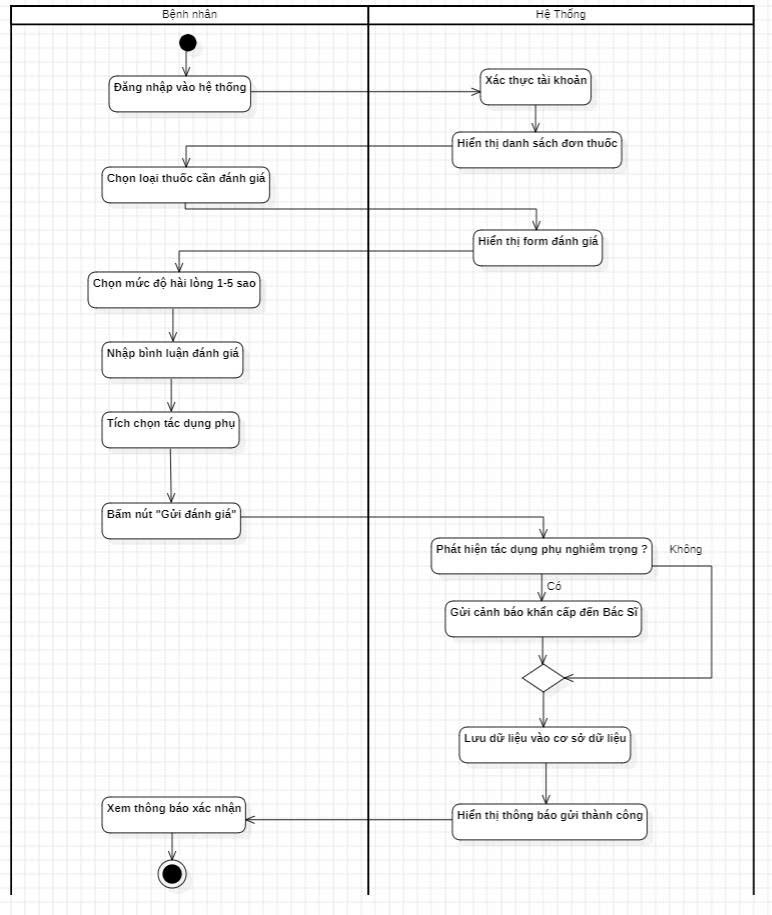 Bệnh nhân
Hệ Thống
Đăng nhập vào hệ thống
Xác thực tài khoản
Hiển thị danh sách đơn thuốc
Chọn loại thuốc cần đánh giá
Hiển thị form đánh giá
Chọn mức độ hài lòng 1-5 sao
Nhập bình luận đánh giá
Tích chọn tác dụng phụ
Bấm nút "Gửi đánh giá"
Phát hiện tác dụng phụ nghiêm trọng ?
Không
Có
Gửi cảnh báo khẩn cấp đến Bác Sĩ
Lưu dữ liệu vào cơ sở dữ liệu
Xem thông báo xác nhận
Hiển thị thông báo gửi thành công